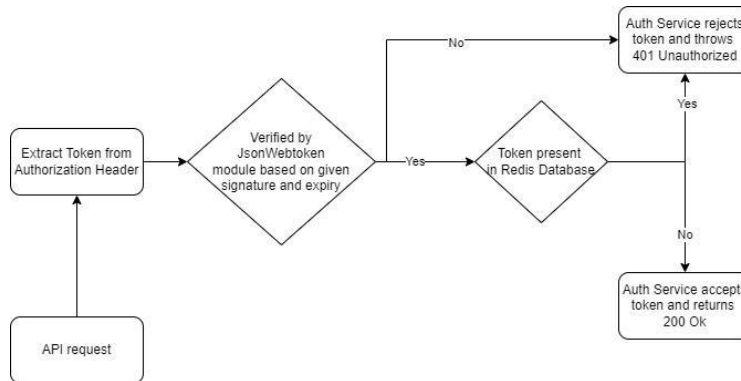 Extract Token from
Authorization Header
API request
Verified by
JsonWebtoken
module based on given
signature and expiry
No
Yes
Token present
in Redis Database
Yes
No
Auth Service rejects
token and throws
401 Unauthorized
Auth Service accept
token and returns
200 Ok